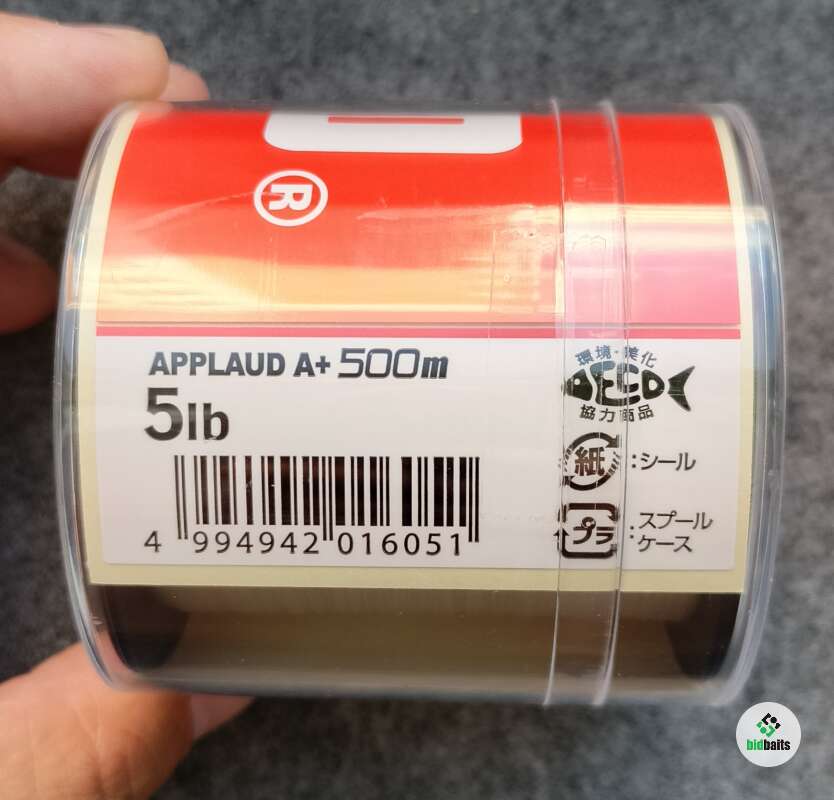 ®
APPLAUD A+ 500m
5lb
4 994942 016051
環境・美化
ECO
協力商品
紙 :シール
プラ :スプール
ケース
bidbaits